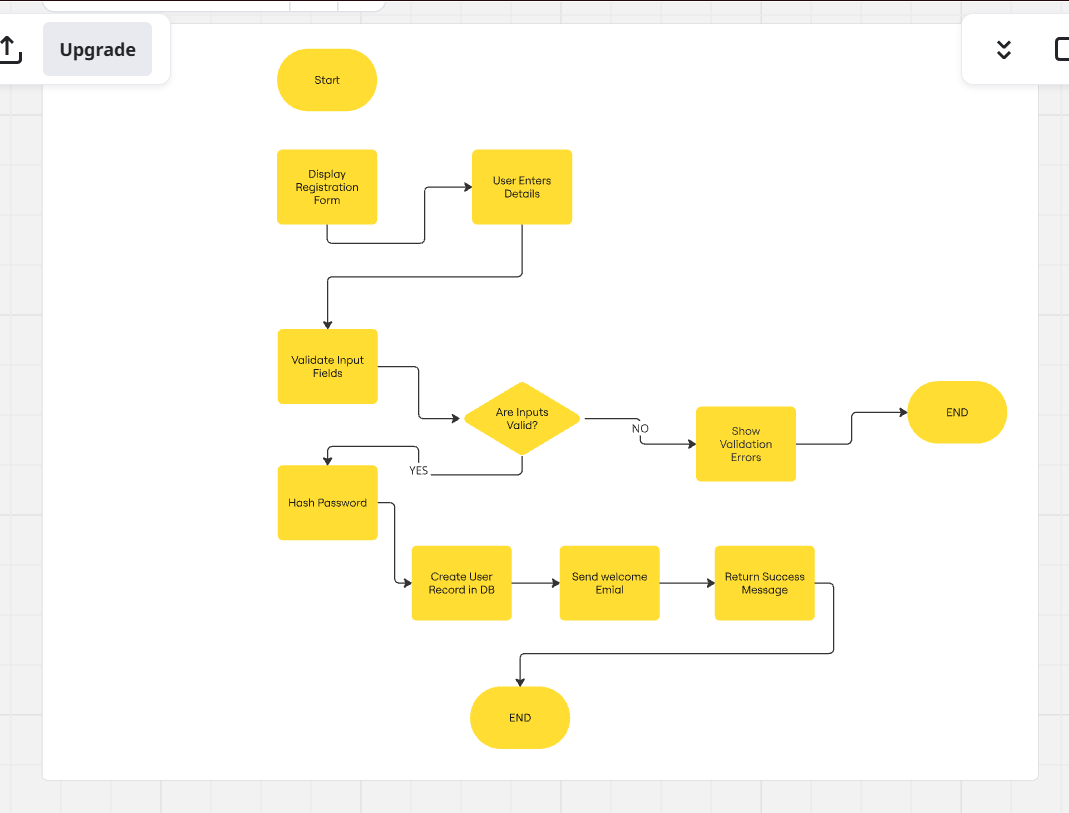 Upgrade
Start
Display
Registration
Form
User Enters
Details
Validate Input
Fields
Are Inputs
Valid?
NO
Show
Validation
Errors
END
YES
Hash Password
Create User
Record in DB
Send welcome
Emial
Return Success
Message
END